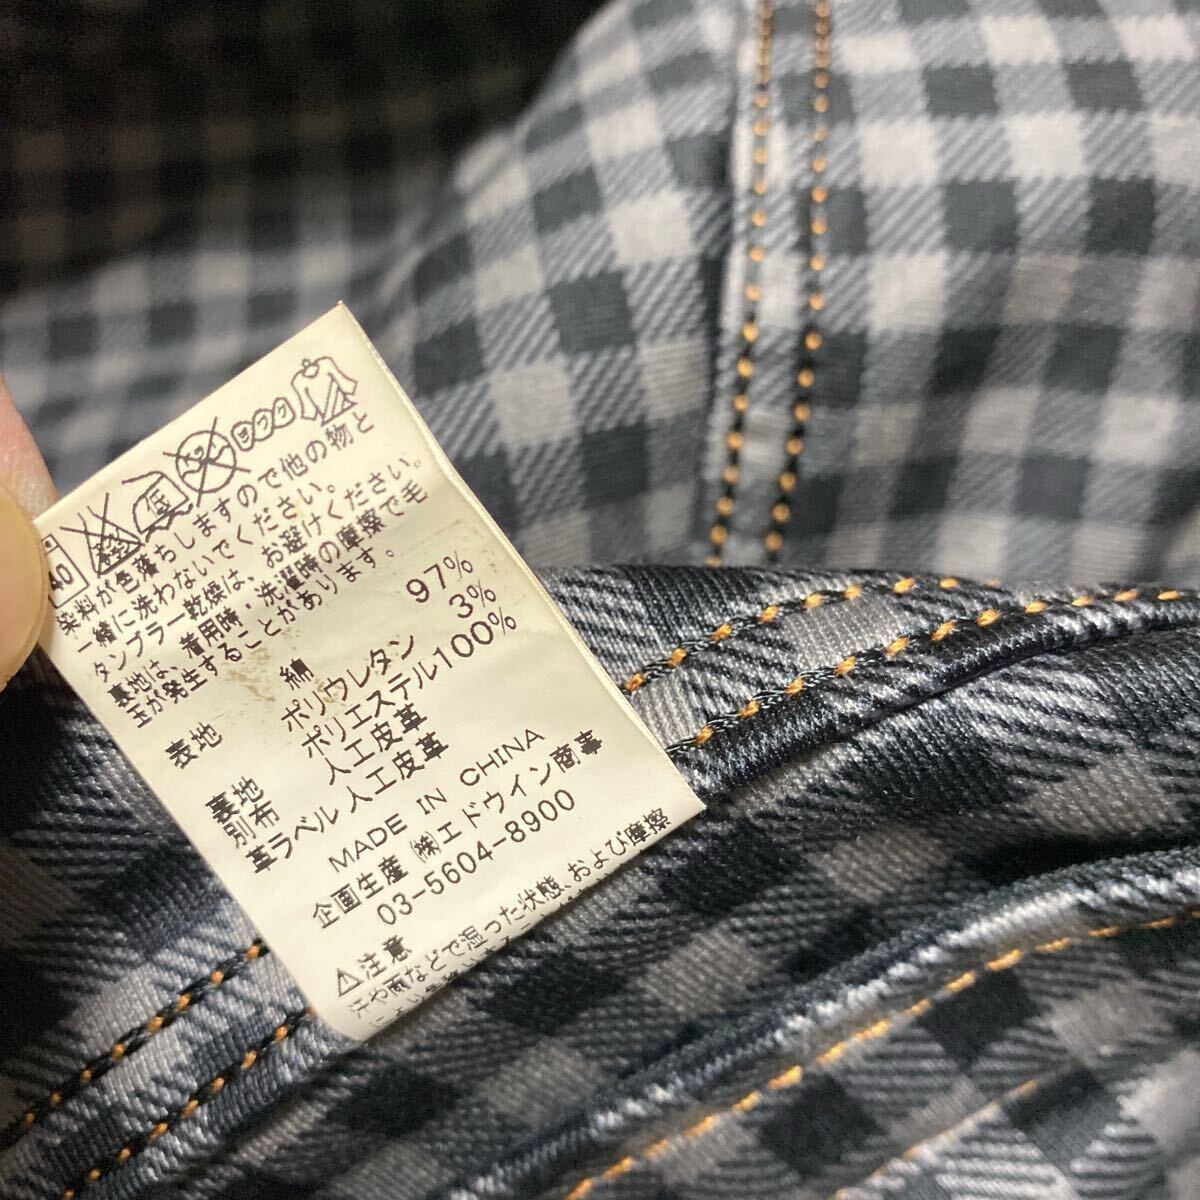 40 低 ヨワク
染料が色落ちしますので他の物と
一緒に洗わないでください。
タンブラー乾燥は、お避けください。
裏地は、着用時・洗濯時の摩擦で毛
玉が発生することがあります。
表地 綿 97%
ポリウレタン 3%
裏地 ポリエステル100%
別布 人工皮革
革ラベル 人工皮革
MADE IN CHINA
企画生産 ㈱エドウイン商事
03-5604-8900
⚠注意
汗や雨などで湿った状態、および摩擦